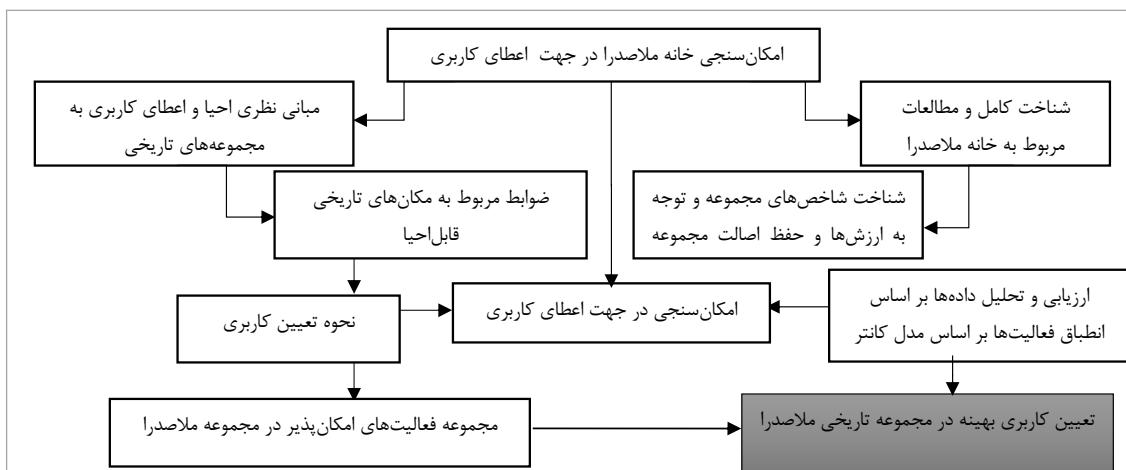 امکان‌سنجی خانه ملاصدرا در جهت اعطای کاربری
شناخت کامل و مطالعات
مربوط به خانه ملاصدرا
مبانی نظری احیا و اعطای کاربری به
مجموعه‌های تاریخی
شناخت شاخص‌های مجموعه و توجه
به ارزش‌ها و حفظ اصالت مجموعه
ضوابط مربوط به مکان‌های تاریخی
قابل‌احیا
ارزیابی و تحلیل داده‌ها بر اساس
انطباق فعالیت‌ها بر اساس مدل کانتر
امکان‌سنجی در جهت اعطای کاربری
نحوه تعیین کاربری
تعیین کاربری بهینه در مجموعه تاریخی ملاصدرا
مجموعه فعالیت‌های امکان‌پذیر در مجموعه ملاصدرا